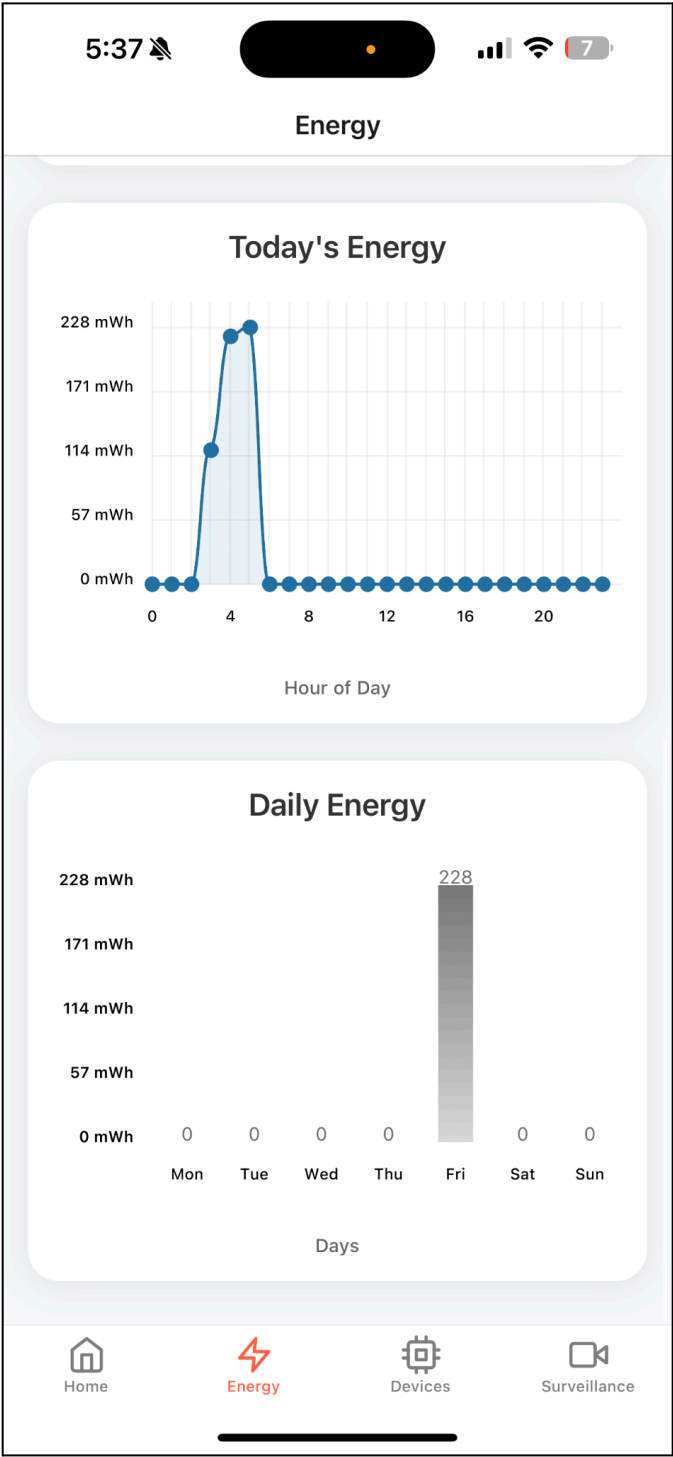 5:37 7
Energy
Today's Energy
228 mWh
171 mWh
114 mWh
57 mWh
0 mWh
0 4 8 12 16 20
Hour of Day
Daily Energy
228 mWh
228
171 mWh
114 mWh
57 mWh
0 mWh 0 0 0 0 0 0
Mon Tue Wed Thu Fri Sat Sun
Days
Home Energy Devices Surveillance